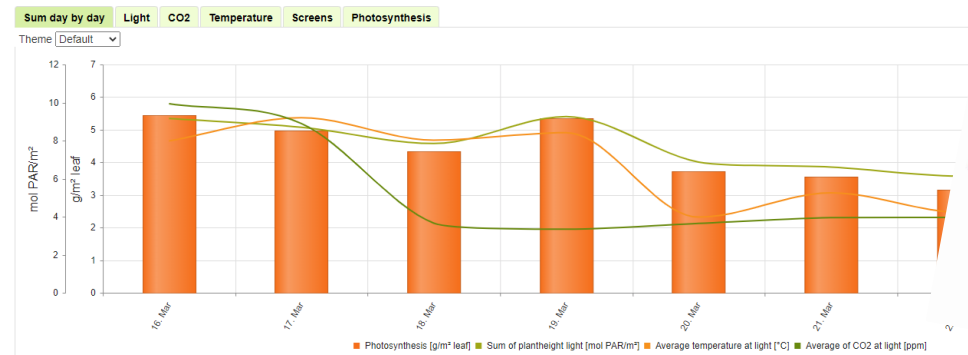 Sum day by day Light CO2 Temperature Screens Photosynthesis
Theme Default
12 7
10 6
8 5
6 4
4 3
2 2
0 1
0
mol PAR/m²
g/m² leaf
16. Mar 17. Mar 18. Mar 19. Mar 20. Mar 21. Mar 2.
Photosynthesis [g/m² leaf] Sum of plantheight light [mol PAR/m²] Average temperature at light [°C] Average of CO2 at light [ppm]